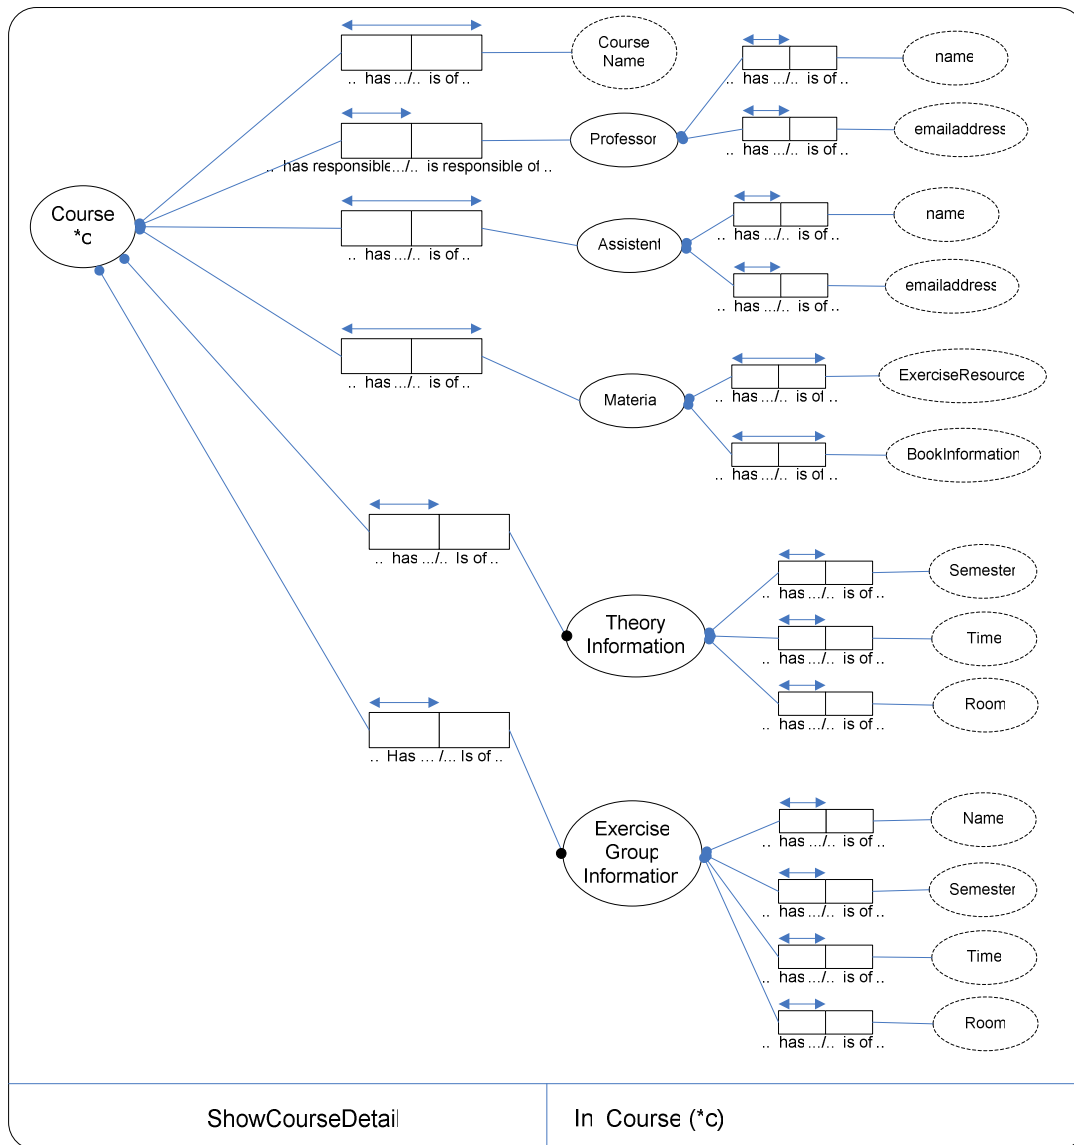 Course
Name
.. has .../.. is of ..
name
.. has .../.. is of ..
Professor
.. has responsible .../.. is responsible of ..
emailaddress
.. has .../.. is of ..
Course
*c
.. has .../.. is of ..
Assistent
name
.. has .../.. is of ..
emailaddress
.. has .../.. is of ..
.. has .../.. is of ..
Materia
ExerciseResource
.. has .../.. is of ..
BookInformation
.. has .../.. is of ..
.. has .../.. Is of ..
Theory
Information
Semester
.. has .../.. is of ..
Time
.. has .../.. is of ..
Room
.. has .../.. is of ..
.. Has ... /... Is of ..
Exercise
Group
Information
Name
.. has .../.. is of ..
Semester
.. has .../.. is of ..
Time
.. has .../.. is of ..
Room
.. has .../.. is of ..
ShowCourseDetail
In Course (*c)